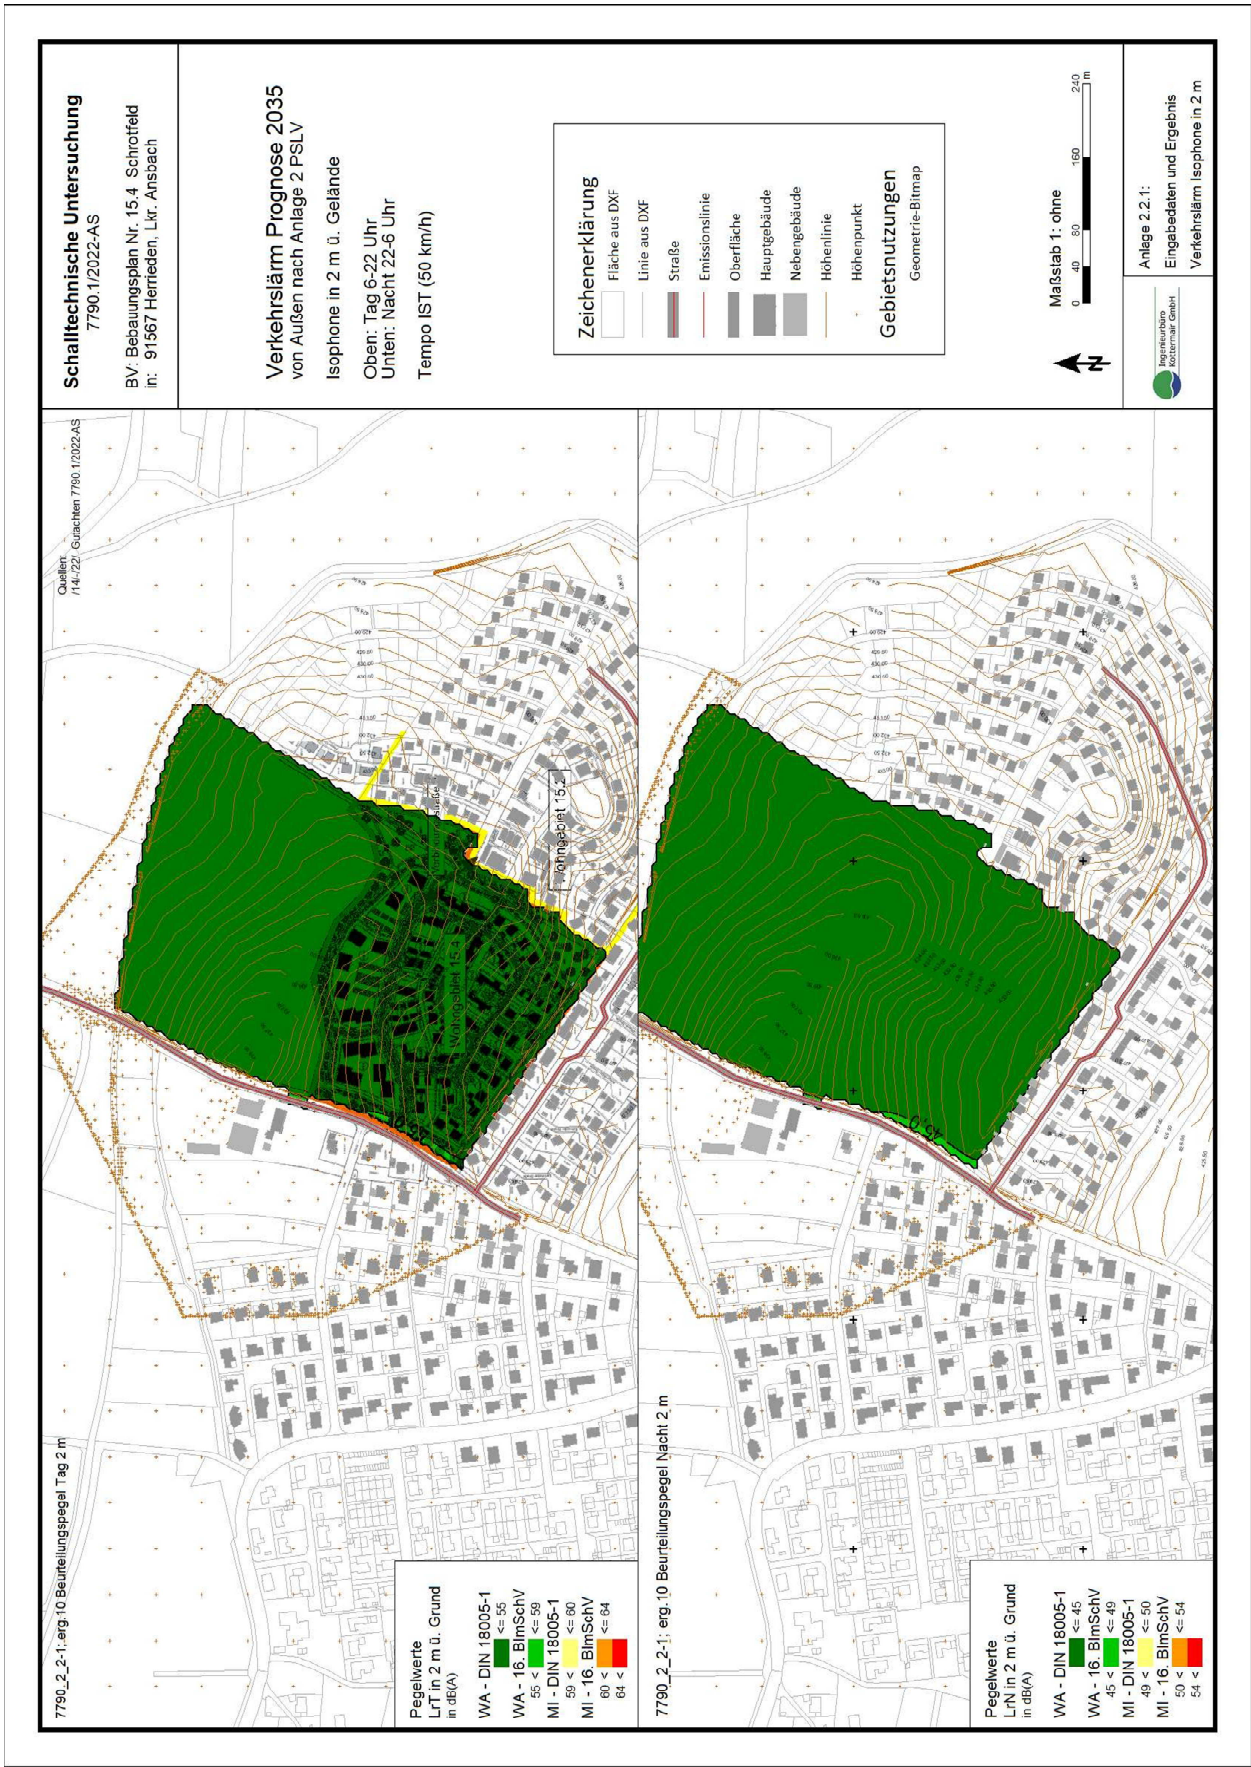 Schalltechnische Untersuchung
7790.1/2022-AS
BV: Bebauungsplan Nr. 15.4 Schrotfeld
in: 91567 Herrieden, Lkr. Ansbach
Verkehrslärm Prognose 2035
von Außen nach Anlage 2 PSLV
Isophone in 2 m ü. Gelände
Oben: Tag 6-22 Uhr
Unten: Nacht 22-6 Uhr
Tempo IST (50 km/h)
Zeichenerklärung
Fläche aus DXF
Linie aus DXF
Straße
Emissionslinie
Oberfläche
Hauptgebäude
Nebengebäude
Höhenlinie
Höhenpunkt
Gebietsnutzungen
Geometrie-Bitmap
Maßstab 1: ohne
0 40 80 160 240
m
N
Ingenieurbüro
Kottermair GmbH
Anlage 2.2.1:
Eingabedaten und Ergebnis
Verkehrslärm Isophone in 2 m
7790_2_2-1; erg.10 Beurteilungspegel Tag 2 m
Quellen:
/14/-/22/ Gutachten 7790.1/2022-AS
Wohngebiet 15.4
Wohngebiet 15.2
Pegelwerte
LrT in 2 m ü. Grund
in dB(A)
WA - DIN 18005-1
<= 55
WA - 16. BImSchV
55 < <= 59
MI - DIN 18005-1
59 < <= 60
MI - 16. BImSchV
60 < <= 64
64 <
7790_2_2-1; erg.10 Beurteilungspegel Nacht 2 m
45,0
Pegelwerte
LrN in 2 m ü. Grund
in dB(A)
WA - DIN 18005-1
<= 45
WA - 16. BImSchV
45 < <= 49
MI - DIN 18005-1
49 < <= 50
MI - 16. BImSchV
50 < <= 54
54 <